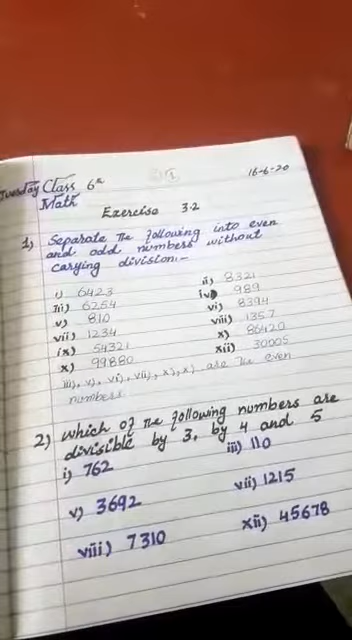 Tuesday Class 6th
16-6-20
Math
Exercise 3.2
1) Separate the following into even
and odd numbers without
carying division:-
i) 6423 ii) 8321
iii) 6254 iv) 989
v) 810 vi) 8394
vii) 1234 viii) 1357
ix) 54321 x) 86420
x) 99880 xii) 30005
iii), v), vi), vii), x), x) are the even
numbers
2) which of the following numbers are
divisible by 3, by 4 and 5
i) 762 iii) 110
v) 3692 vii) 1215
viii) 7310 xii) 45678